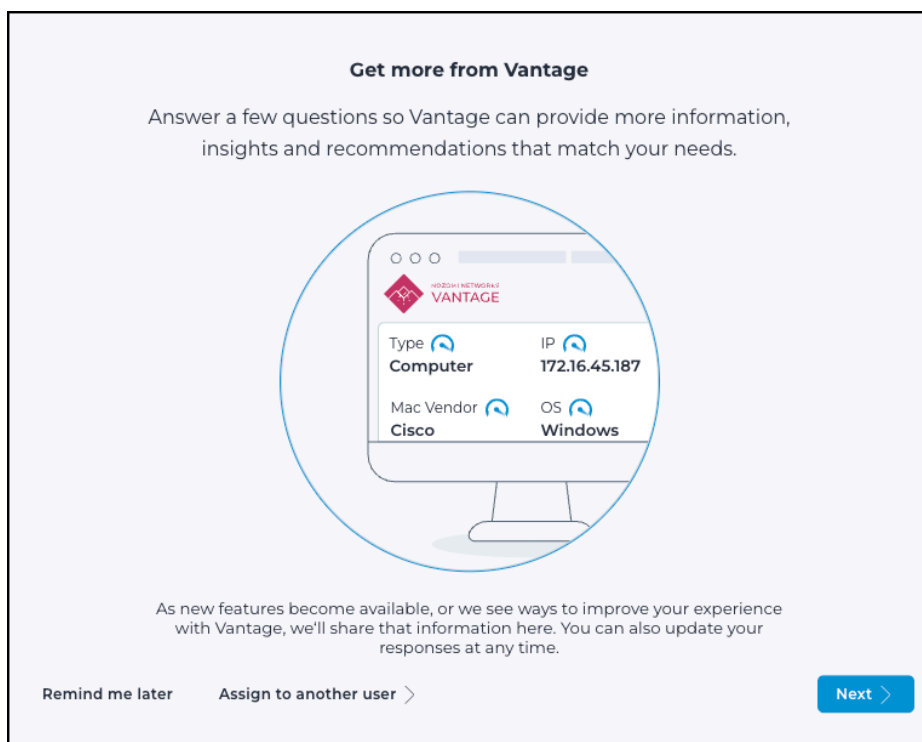 Get more from Vantage
Answer a few questions so Vantage can provide more information,
insights and recommendations that match your needs.
NOZOMI NETWORKS
VANTAGE
Type
IP
Computer
172.16.45.187
Mac Vendor
OS
Cisco
Windows
As new features become available, or we see ways to improve your experience
with Vantage, we'll share that information here. You can also update your
responses at any time.
Remind me later
Assign to another user
Next